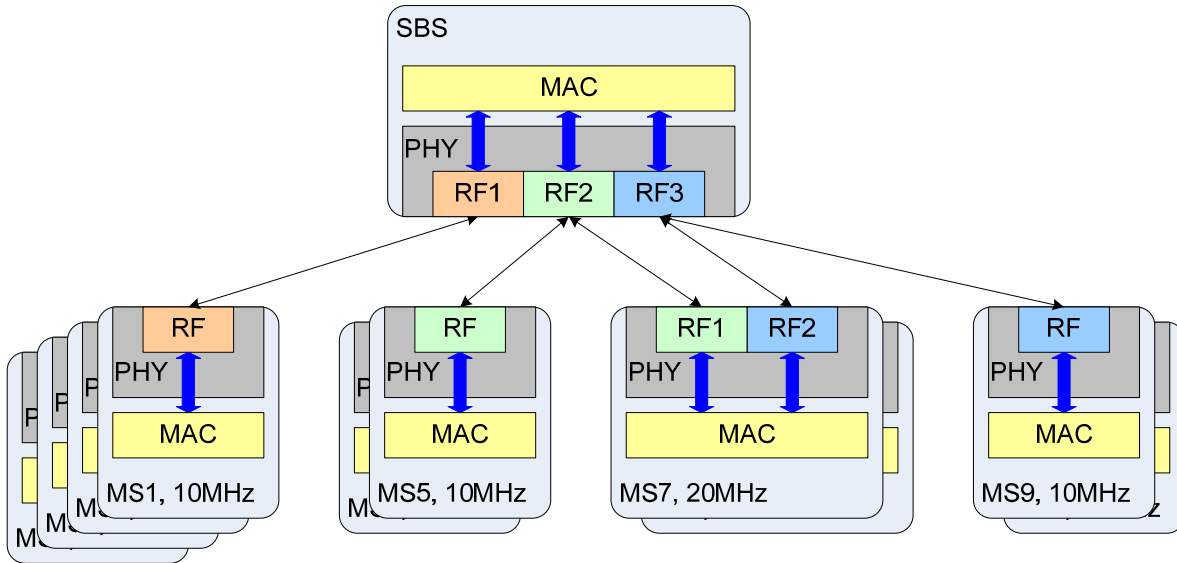 SBS
MAC
PHY
RF1 RF2 RF3
RF
PHY
MAC
MS1, 10MHz
RF
PHY
MAC
MS5, 10MHz
RF1 RF2
PHY
MAC
MS7, 20MHz
RF
PHY
MAC
MS9, 10MHz